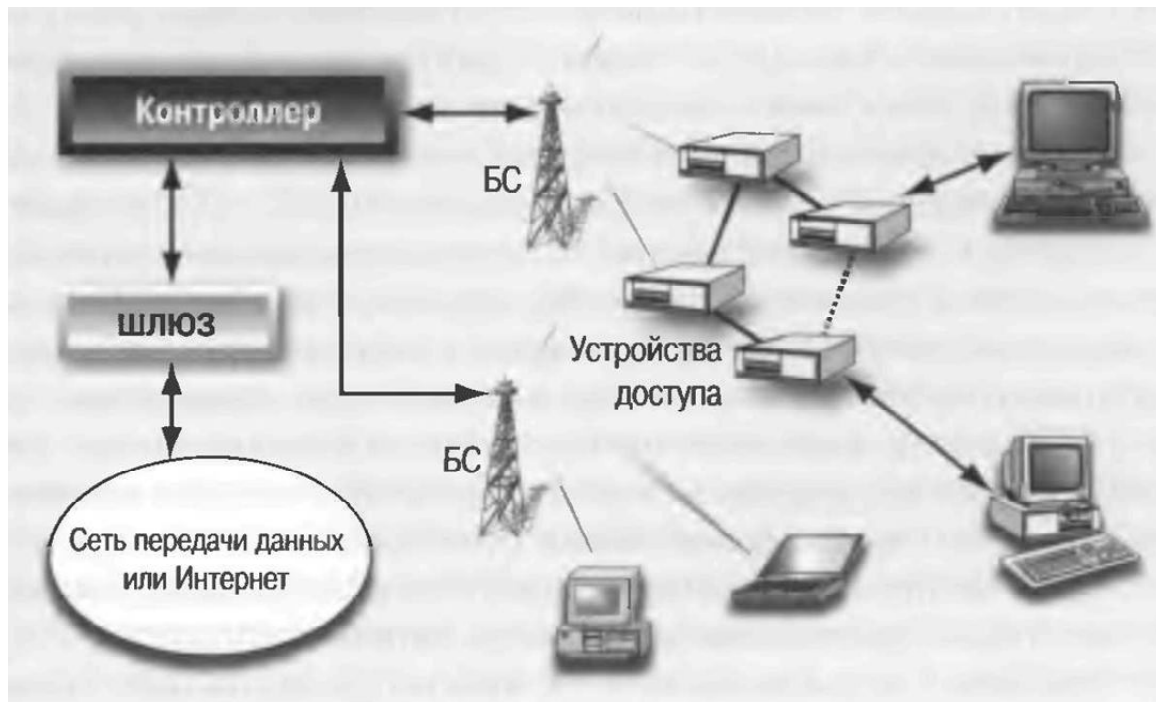 Контроллер
БС
ШЛЮЗ
Устройства
доступа
БС
Сеть передачи данных
или Интернет